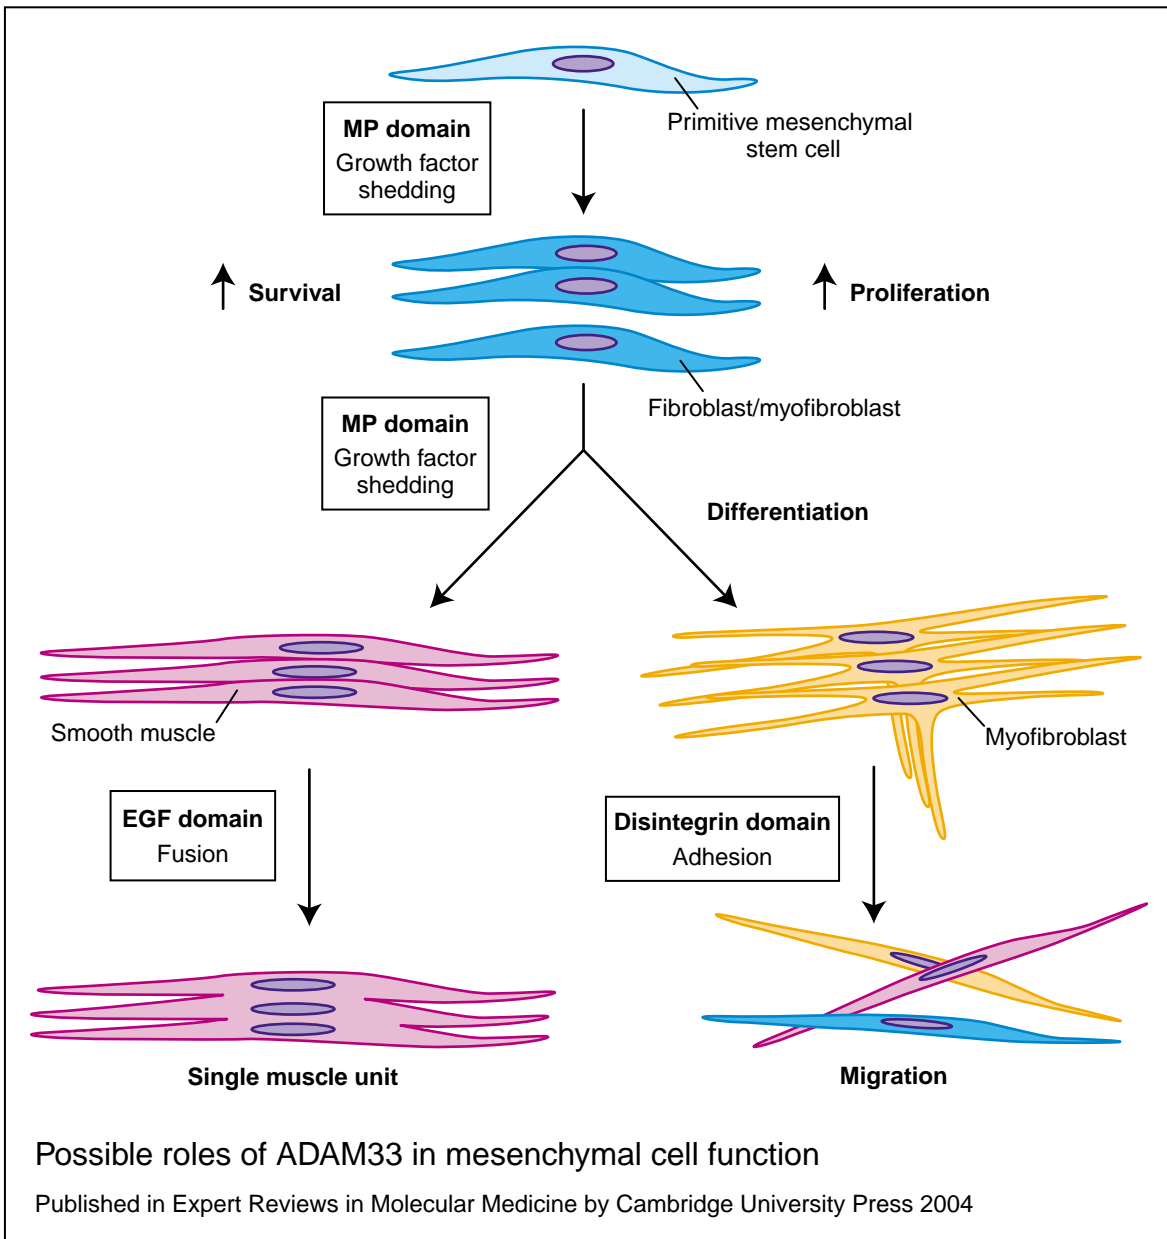 MP domain
Growth factor
shedding
Primitive mesenchymal
stem cell
Survival
Proliferation
Fibroblast/myofibroblast
MP domain
Growth factor
shedding
Differentiation
Smooth muscle
Myofibroblast
EGF domain
Fusion
Disintegrin domain
Adhesion
Single muscle unit
Migration
Possible roles of ADAM33 in mesenchymal cell function
Published in Expert Reviews in Molecular Medicine by Cambridge University Press 2004